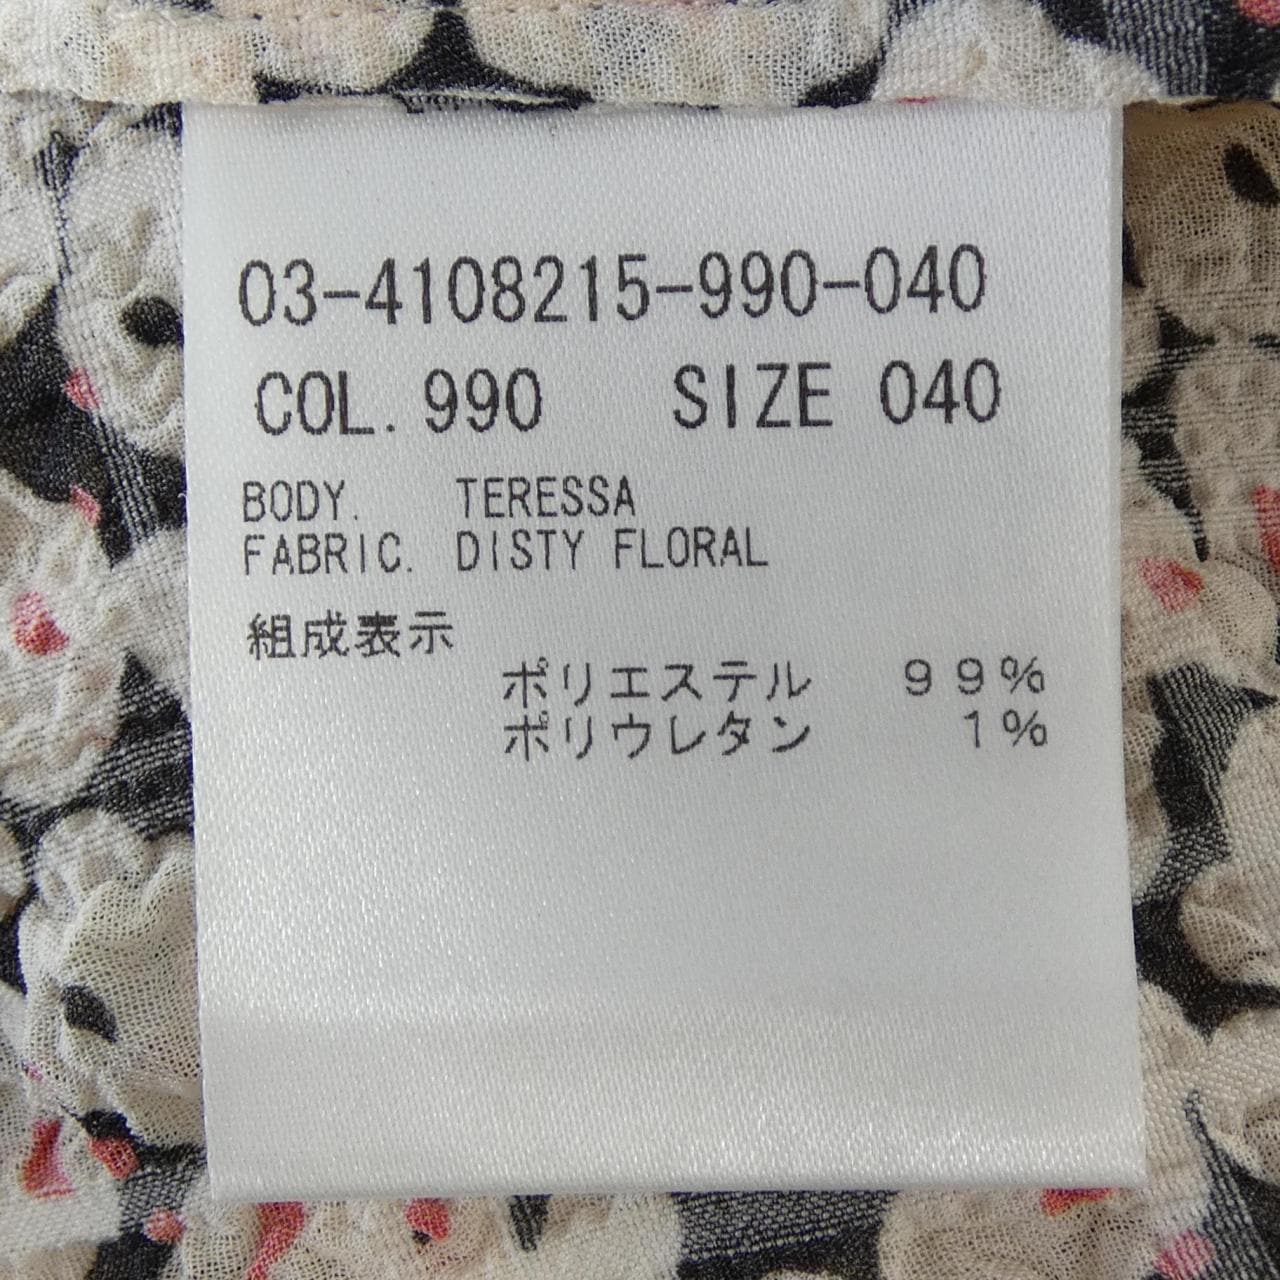 03-4108215-990-040
COL. 990 SIZE 040
BODY. TERESSA
FABRIC. DISTY FLORAL
組成表示
ポリエステル 99%
ポリウレタン 1%